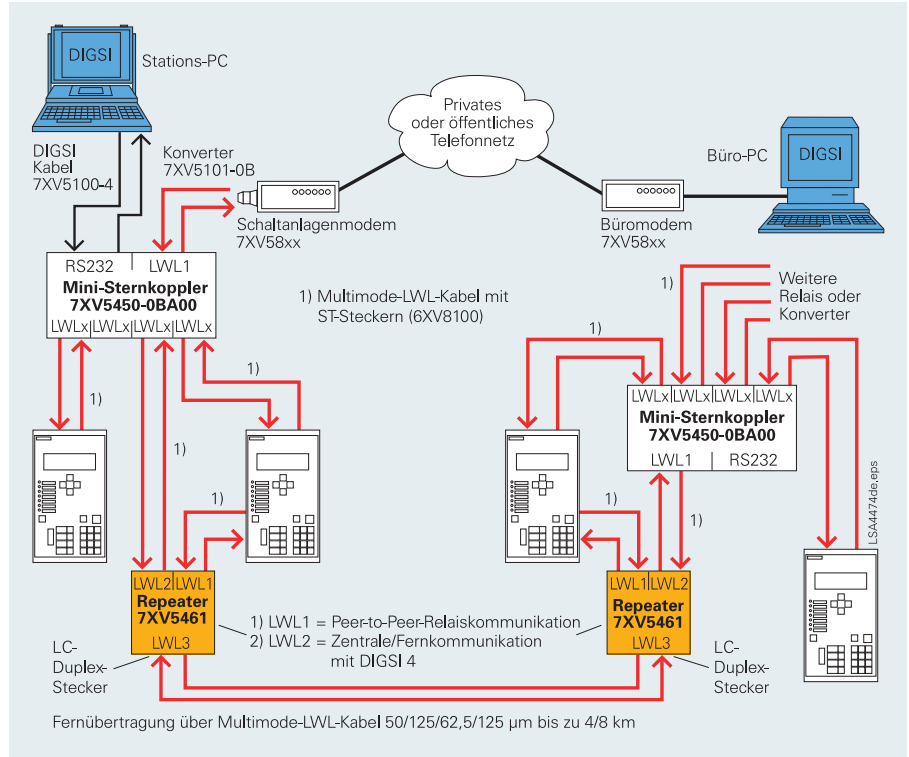 DIGSI
Stations-PC
DIGSI
Kabel
7XV5100-4
Konverter
7XV5101-0B
Schaltanlagenmodem
7XV58xx
Privates
oder öffentliches
Telefonnetz
Büro-PC
DIGSI
Büromodem
7XV58xx
RS232 | LWL1
Mini-Sternkoppler
7XV5450-0BA00
LWLx|LWLx|LWLx|LWLx
1) Multimode-LWL-Kabel mit
ST-Steckern (6XV8100)
1)
Weitere
Relais oder
Konverter
1)
1)
1)
1)
LWLx|LWLx|LWLx|LWLx
Mini-Sternkoppler
7XV5450-0BA00
LWL1 | RS232
1)
1)
1)
LSA4474de.eps
LWL2|LWL1
Repeater
7XV5461
LWL3
1) LWL1 = Peer-to-Peer-Relaiskommunikation
2) LWL2 = Zentrale/Fernkommunikation
mit DIGSI 4
LWL1|LWL2
Repeater
7XV5461
LWL3
LC-
Duplex-
Stecker
LC-
Duplex-
Stecker
Fernübertragung über Multimode-LWL-Kabel 50/125/62,5/125 µm bis zu 4/8 km